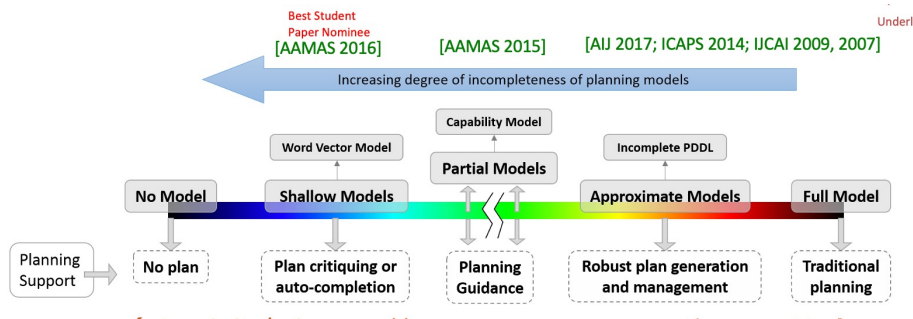 Best Student
Paper Nominee
Underl
[AAMAS 2016]
[AAMAS 2015]
[AIJ 2017; ICAPS 2014; IJCAI 2009, 2007]
Increasing degree of incompleteness of planning models
Capability Model
Word Vector Model
Incomplete PDDL
Partial Models
No Model
Shallow Models
Approximate Models
Full Model
Planning
Support
No plan
Plan critiquing or
auto-completion
Planning
Guidance
Robust plan generation
and management
Traditional
planning